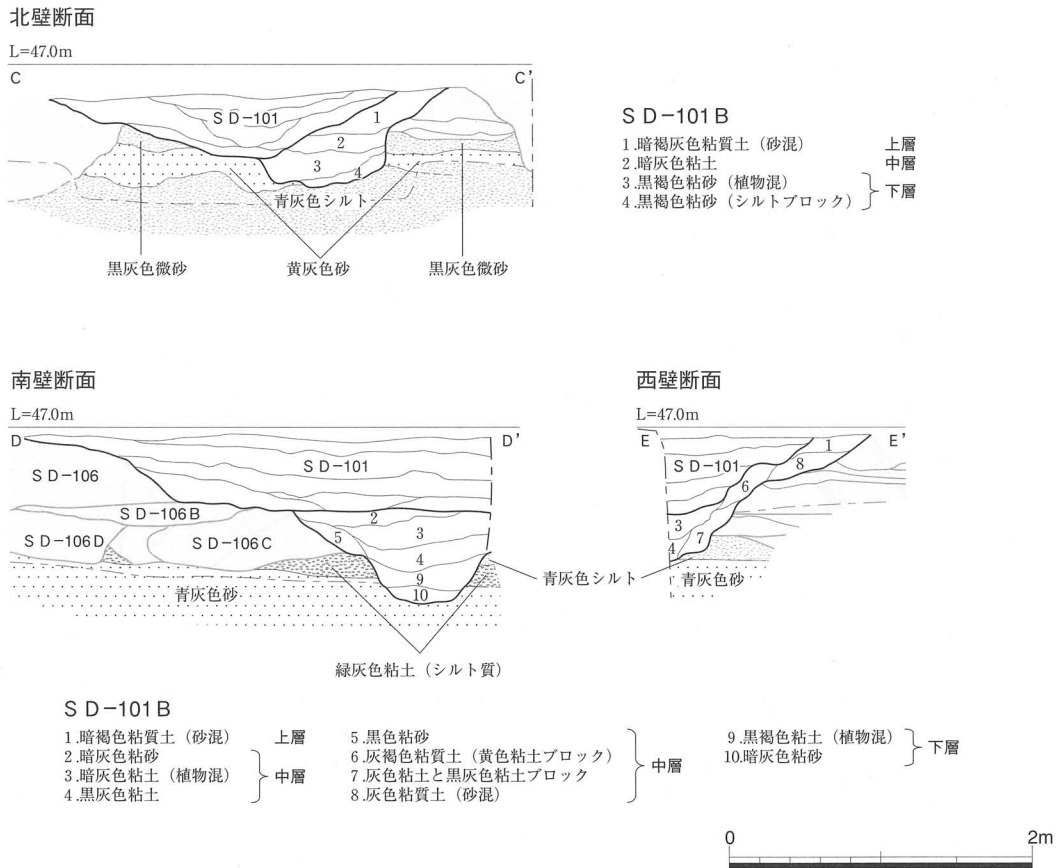 北壁断面
L=47.0m
C C'
SD-101
1
2
3
4
青灰色シルト
黒灰色微砂 黄灰色砂 黒灰色微砂
SD-101B
1.暗褐灰色粘質土（砂混） 上層
2.暗灰色粘土 中層
3.黒褐色粘砂（植物混）
4.黒褐色粘砂（シルトブロック） 下層
南壁断面
L=47.0m
D D'
SD-101
SD-106
SD-106B
SD-106D
SD-106C
2
3
5
4
9
10
青灰色砂
青灰色シルト
緑灰色粘土（シルト質）
西壁断面
L=47.0m
E E'
SD-101
1
8
6
3
7
4
青灰色砂
SD-101B
1.暗褐色粘質土（砂混） 上層
2.暗灰色粘砂
3.暗灰色粘土（植物混） 中層
4.黒灰色粘土
5.黒色粘砂
6.灰褐色粘質土（黄色粘土ブロック）
7.灰色粘土と黒灰色粘土ブロック 中層
8.灰色粘質土（砂混）
9.黒褐粘土（植物混）
10.暗灰色粘砂 下層
0 2m